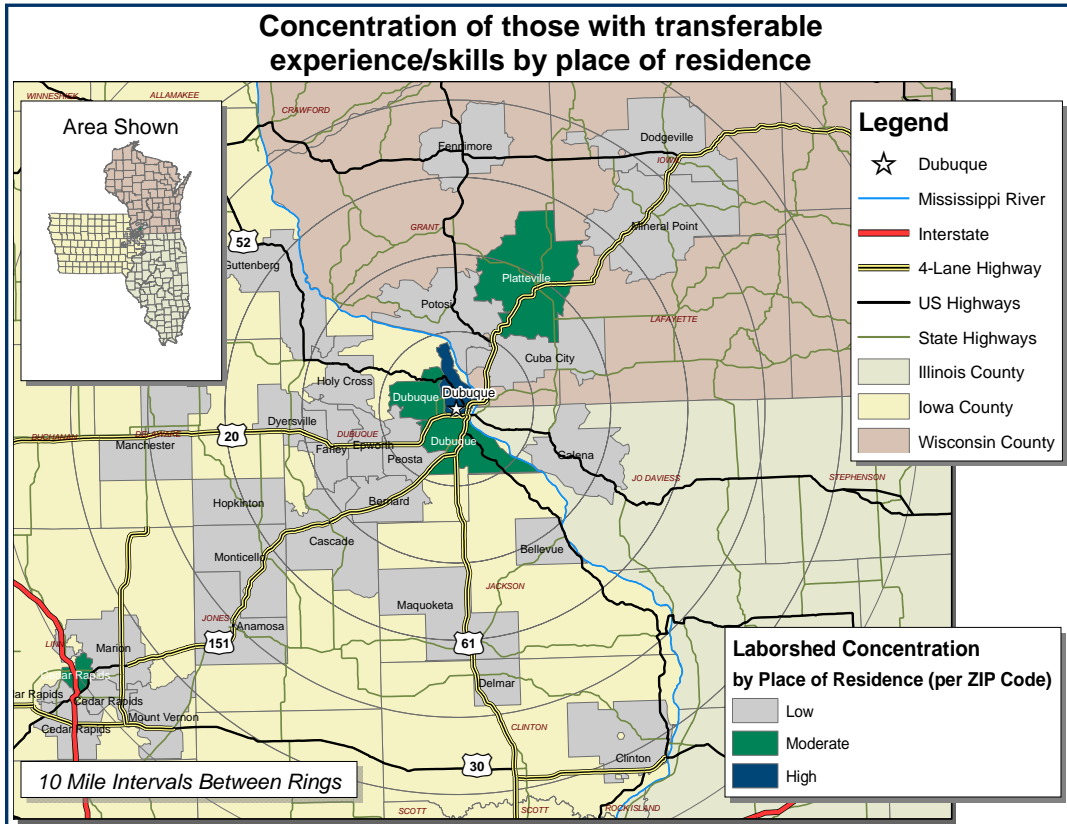 Concentration of those with transferable
experience/skills by place of residence
WINNESHIEK
ALLAMAKEE
CRAWFORD
Area Shown
Fennimore
Dodgeville
IOWA
GRANT
Mineral Point
52
Guttenberg
Platteville
Potosi
LAFAYETTE
Cuba City
Holy Cross
Dubuque
Dubuque
Dyersville
20
BUCHANAN
DELAWARE
Manchester
DUBUQUE
Farley
Epworth
Dubuque
Peosta
Galena
JO DAVIESS
STEPHENSON
Hopkinton
Bernard
Cascade
Monticello
Bellevue
JACKSON
Maquoketa
JONES
Anamosa
151
61
LINN
Marion
Cedar Rapids
Delmar
ar Rapids
Cedar Rapids
Mount Vernon
Cedar Rapids
CLINTON
Clinton
30
SCOTT
SCOTT
ROCK ISLAND
10 Mile Intervals Between Rings
Legend
Dubuque
Mississippi River
Interstate
4-Lane Highway
US Highways
State Highways
Illinois County
Iowa County
Wisconsin County
Laborshed Concentration
by Place of Residence (per ZIP Code)
Low
Moderate
High